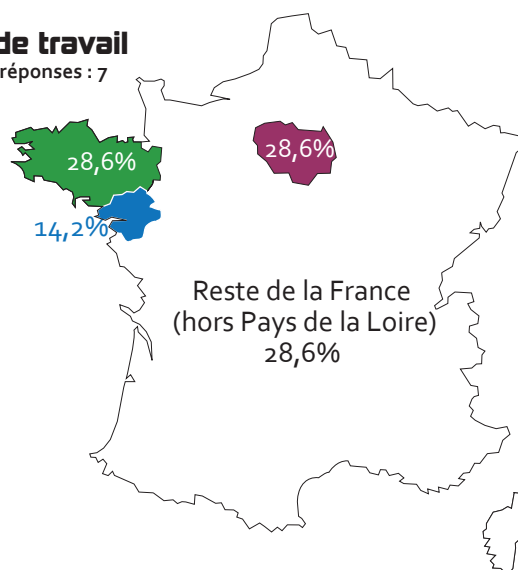 de travail
réponses : 7
28,6%
28,6%
14,2%
Reste de la France
(hors Pays de la Loire)
28,6%